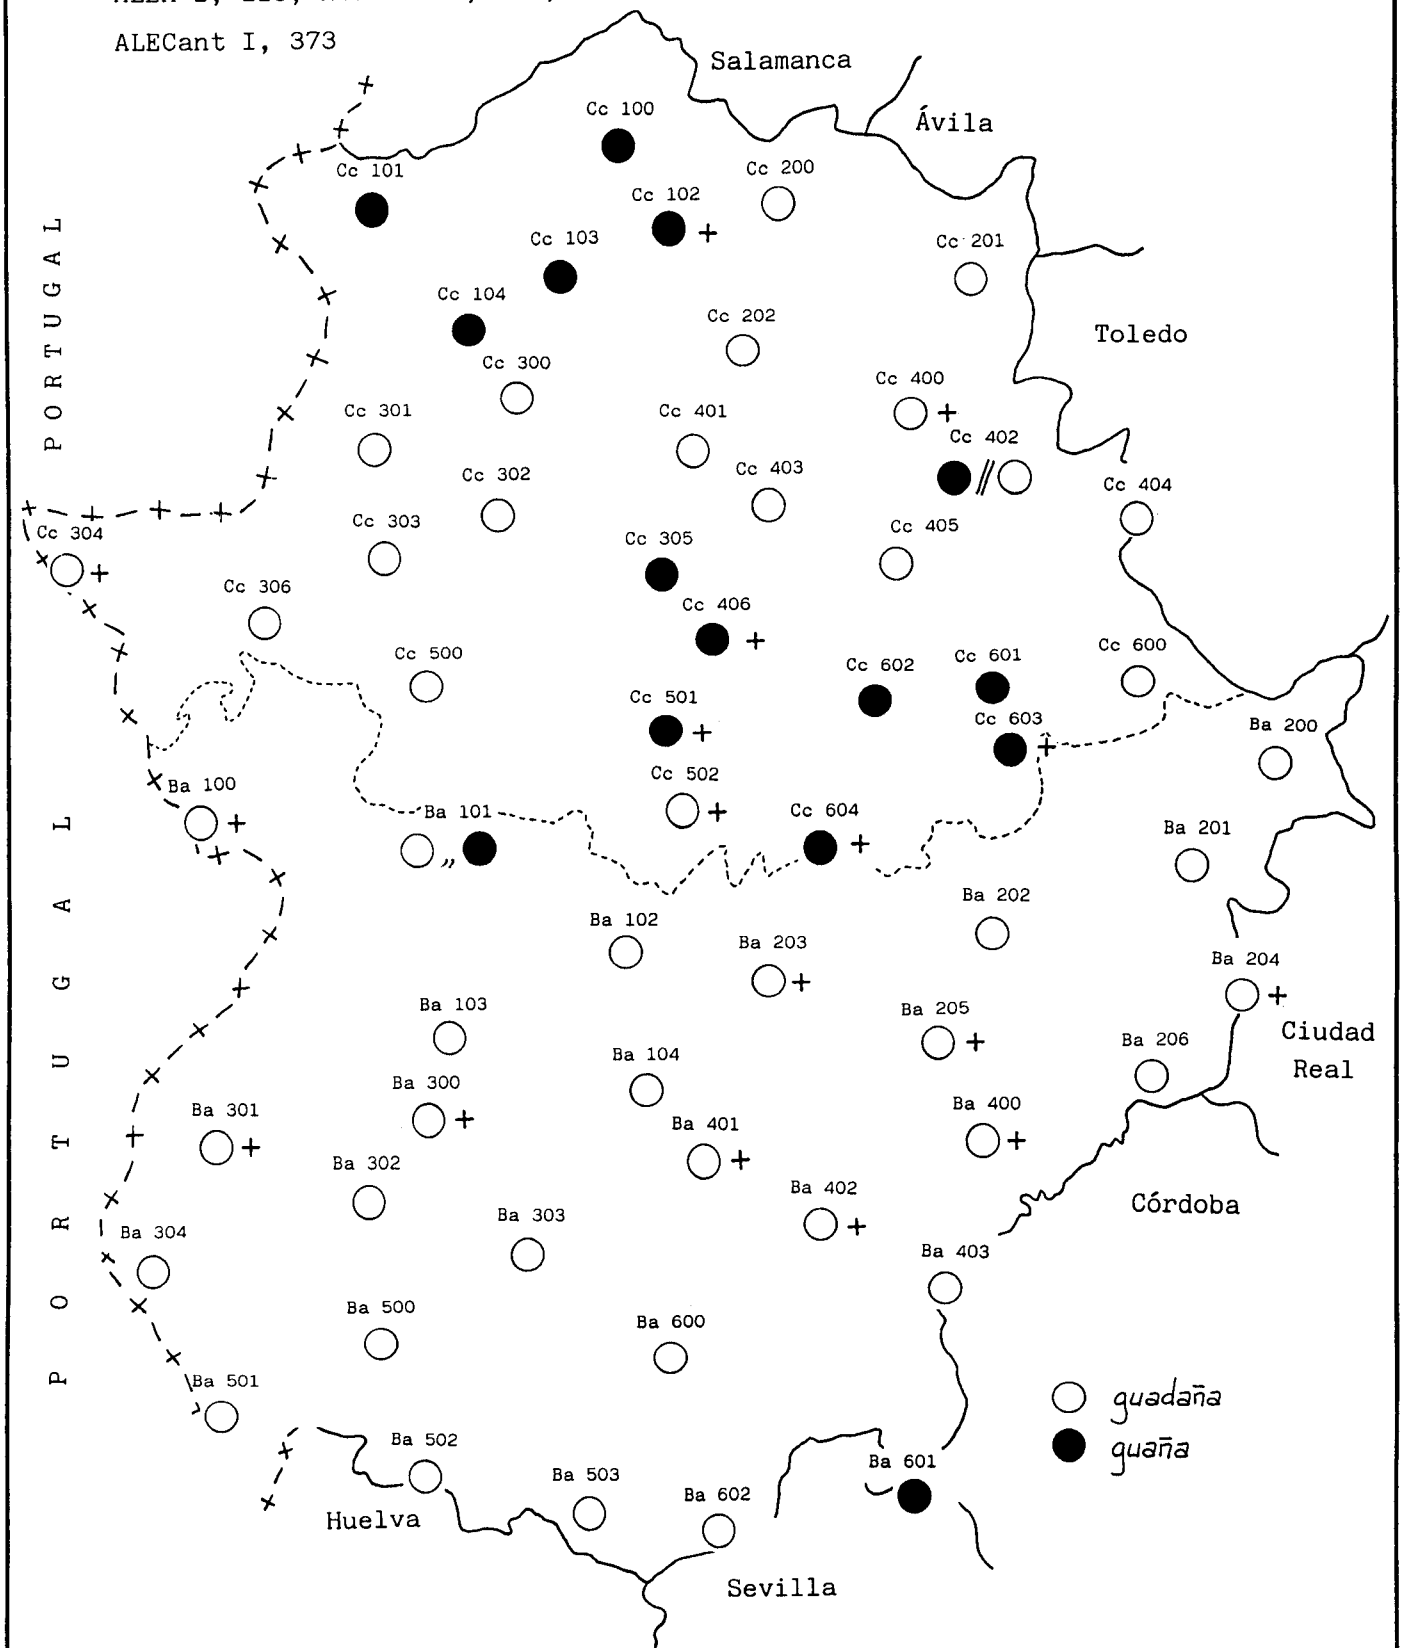 ALECant I, 373
Salamanca
Ávila
Cc 100
Cc 101
Cc 200
Cc 102
Cc 103
Cc 201
Cc 104
Cc 202
Toledo
PORTUGAL
Cc 300
Cc 400
Cc 301
Cc 401
Cc 402
Cc 302
Cc 403
Cc 404
Cc 303
Cc 405
Cc 304
Cc 305
Cc 306
Cc 406
Cc 500
Cc 602
Cc 601
Cc 600
Cc 501
Cc 603
Ba 200
Cc 502
Ba 100
Ba 101
Cc 604
Ba 201
Ba 202
Ba 102
Ba 203
Ba 204
Ba 103
Ba 205
Ciudad
Real
Ba 104
Ba 206
Ba 300
Ba 301
Ba 401
Ba 400
PORTUGAL
Ba 302
Ba 402
Córdoba
Ba 303
Ba 304
Ba 403
Ba 500
Ba 600
Ba 501
guadaña
guaña
Ba 502
Ba 503
Ba 601
Ba 602
Huelva
Sevilla